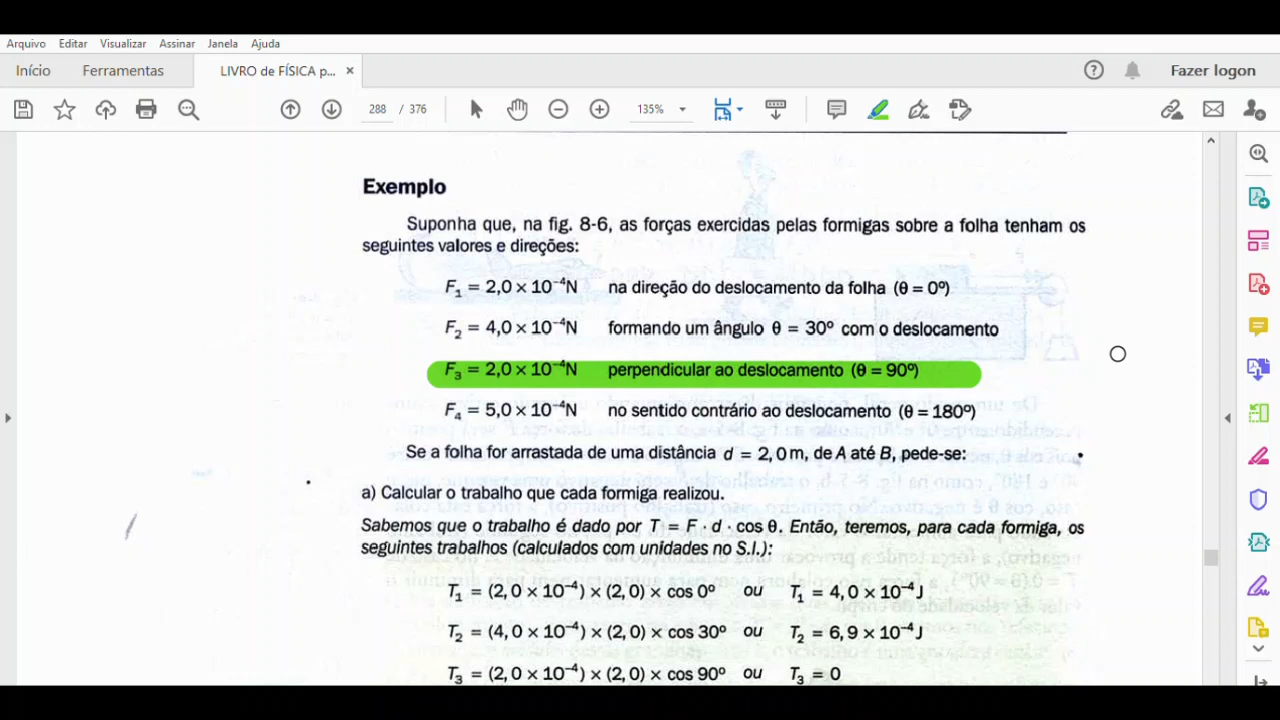 Arquivo Editar Visualizar Assinar Janela Ajuda
Início Ferramentas LIVRO de FÍSICA p... × Fazer logon
288 / 376 135%
Exemplo
Suponha que, na fig. 8-6, as forças exercidas pelas formigas sobre a folha tenham os
seguintes valores e direções:
F₁ = 2,0 × 10⁻⁴N na direção do deslocamento da folha (θ = 0º)
F₂ = 4,0 × 10⁻⁴N formando um ângulo θ = 30º com o deslocamento
F₃ = 2,0 × 10⁻⁴N perpendicular ao deslocamento (θ = 90º)
F₄ = 5,0 × 10⁻⁴N no sentido contrário ao deslocamento (θ = 180º)
Se a folha for arrastada de uma distância d = 2,0 m, de A até B, pede-se:
a) Calcular o trabalho que cada formiga realizou.
Sabemos que o trabalho é dado por T = F · d · cos θ. Então, teremos, para cada formiga, os
seguintes trabalhos (calculados com unidades no S.I.):
T₁ = (2,0 × 10⁻⁴) × (2,0) × cos 0º ou T₁ = 4,0 × 10⁻⁴J
T₂ = (4,0 × 10⁻⁴) × (2,0) × cos 30º ou T₂ = 6,9 × 10⁻⁴J
T₃ = (2,0 × 10⁻⁴) × (2,0) × cos 90º ou T₃ = 0